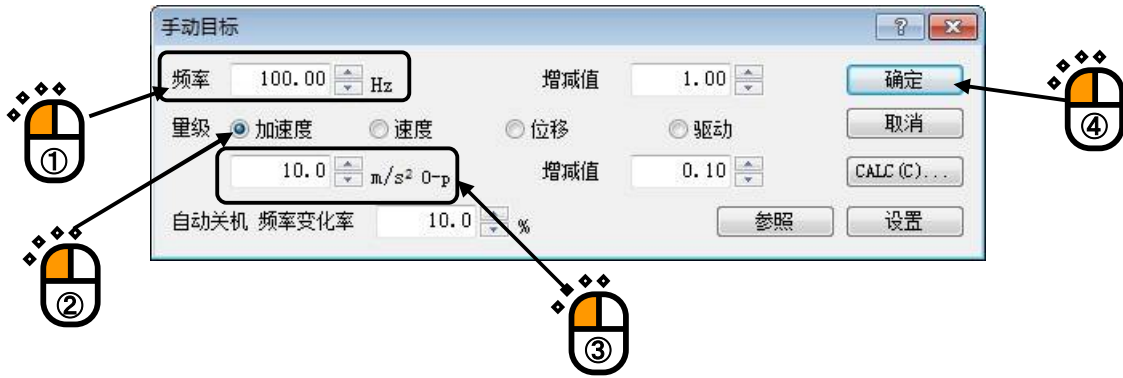 手动目标
频率 100.00 Hz 增减值 1.00 确定
量级 加速度 速度 位移 驱动 取消
10.0 m/s² 0-p 增减值 0.10 CALC(C)...
自动关机 频率变化率 10.0 % 参照 设置
①
②
③
④